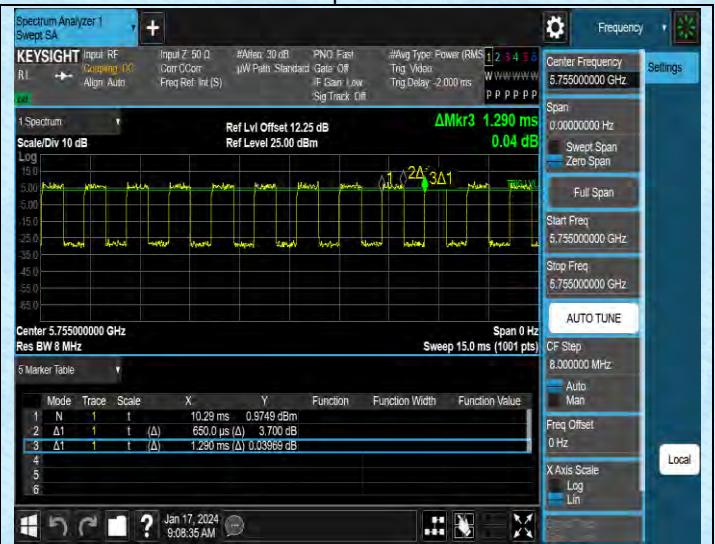 Spectrum Analyzer 1
Swept SA
+
Frequency
KEYSIGHT Input: RF
RL
Coupling: DC
Align: Auto
Input Z: 50 Ω
Corr CCorr
Freq Ref: Int (S)
#Atten: 30 dB
µW Path: Standard
PNO: Fast
Gate: Off
IF Gain: Low
Sig Track: Off
#Avg Type: Power (RMS)
Trig: Video
Trig Delay: -2.000 ms
1 2 3 4 5 6
W W W W W W
P P P P P P
1 Spectrum
Scale/Div 10 dB
Log
Ref Lvl Offset 12.25 dB
Ref Level 25.00 dBm
ΔMkr3 1.290 ms
0.04 dB
15.0
5.00
-5.00
-15.0
-25.0
-35.0
-45.0
-55.0
-65.0
1
2Δ1
3Δ1
Center 5.755000000 GHz
Res BW 8 MHz
Span 0 Hz
Sweep 15.0 ms (1001 pts)
5 Marker Table
Mode Trace Scale X Y Function Function Width Function Value
1 N 1 t 10.29 ms 0.9749 dBm
2 Δ1 1 t (Δ) 650.0 µs (Δ) 3.700 dB
3 Δ1 1 t (Δ) 1.290 ms (Δ) 0.03969 dB
4
5
6
Center Frequency
5.755000000 GHz
Settings
Span
0.00000000 Hz
Swept Span
Zero Span
Full Span
Start Freq
5.755000000 GHz
Stop Freq
5.755000000 GHz
AUTO TUNE
CF Step
8.000000 MHz
Auto
Man
Freq Offset
0 Hz
X Axis Scale
Log
Lin
Local
?
Jan 17, 2024
9:08:35 AM